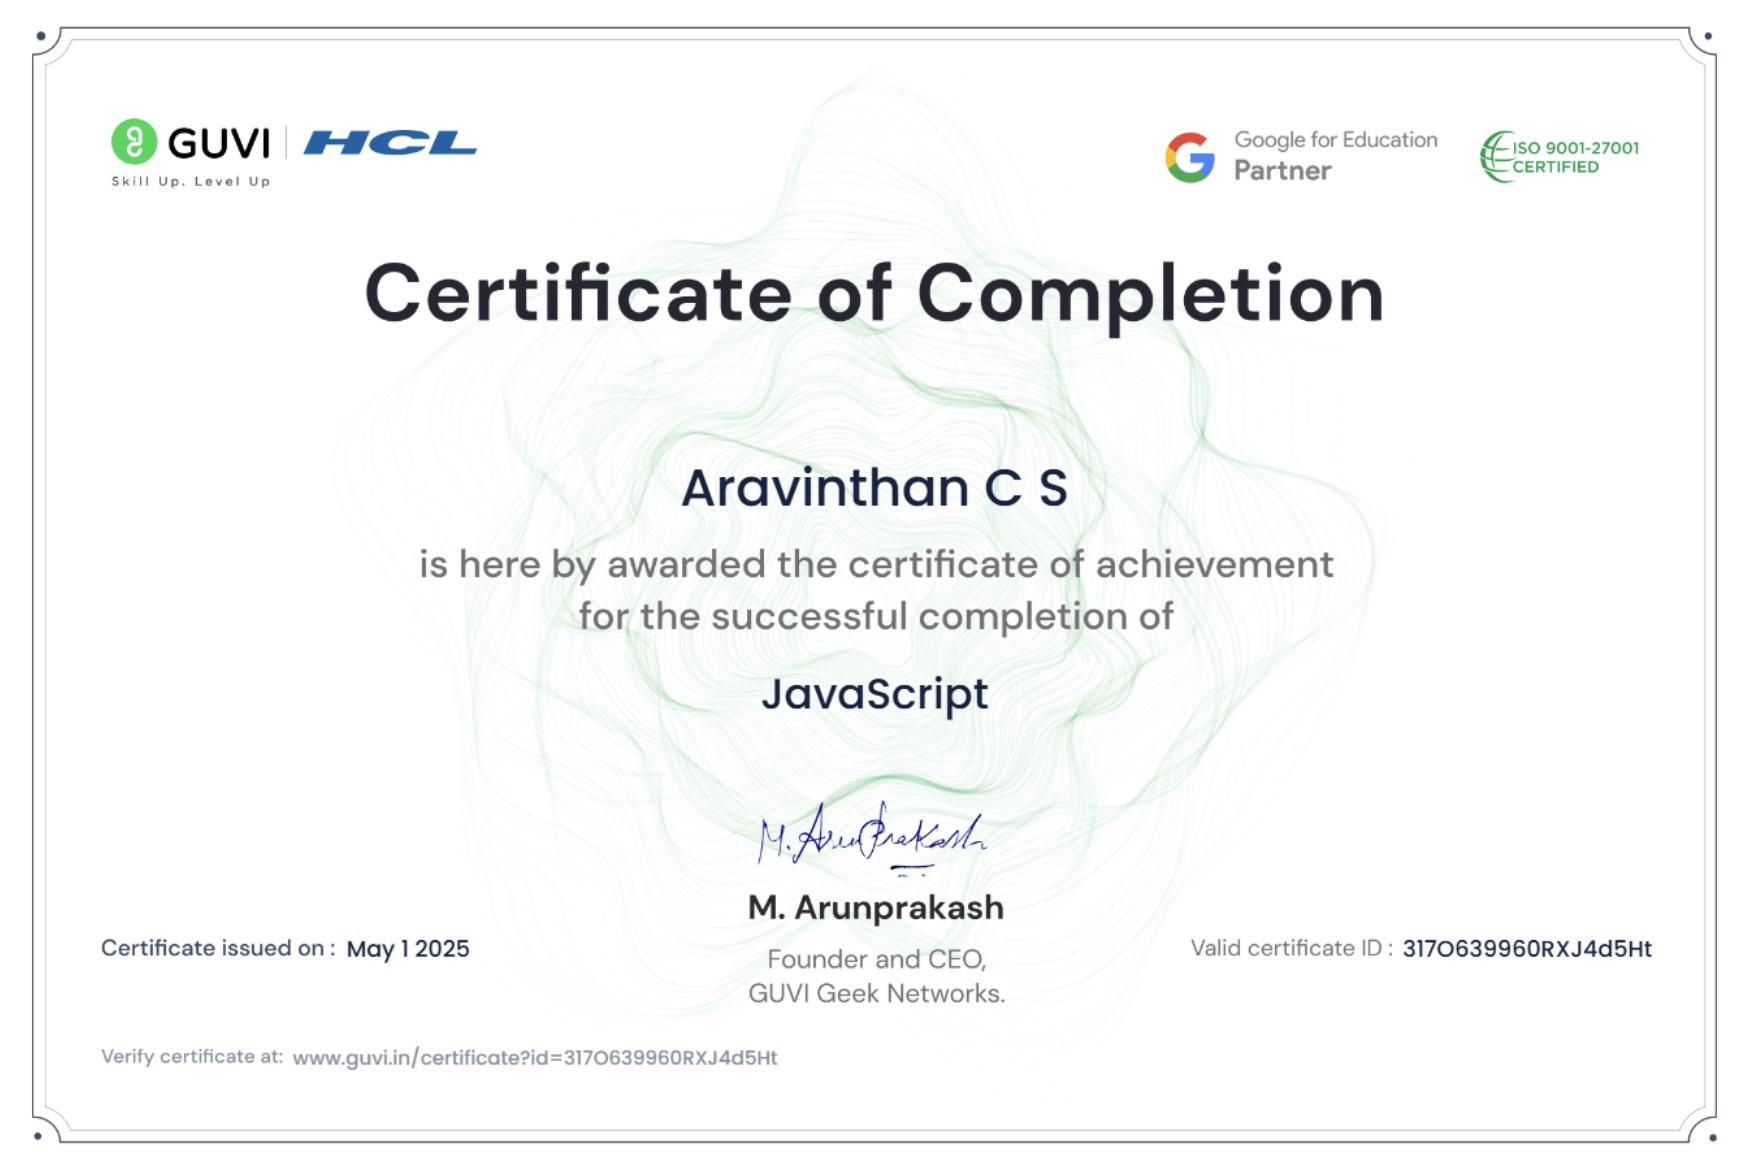 GUVI | HCL
Skill Up. Level Up
Google for Education
Partner
ISO 9001-27001
CERTIFIED
Certificate of Completion
Aravinthan C S
is here by awarded the certificate of achievement
for the successful completion of
JavaScript
M. Arunprakash
M. Arunprakash
Founder and CEO,
GUVI Geek Networks.
Certificate issued on : May 1 2025
Valid certificate ID : 317O639960RXJ4d5Ht
Verify certificate at: www.guvi.in/certificate?id=317O639960RXJ4d5Ht